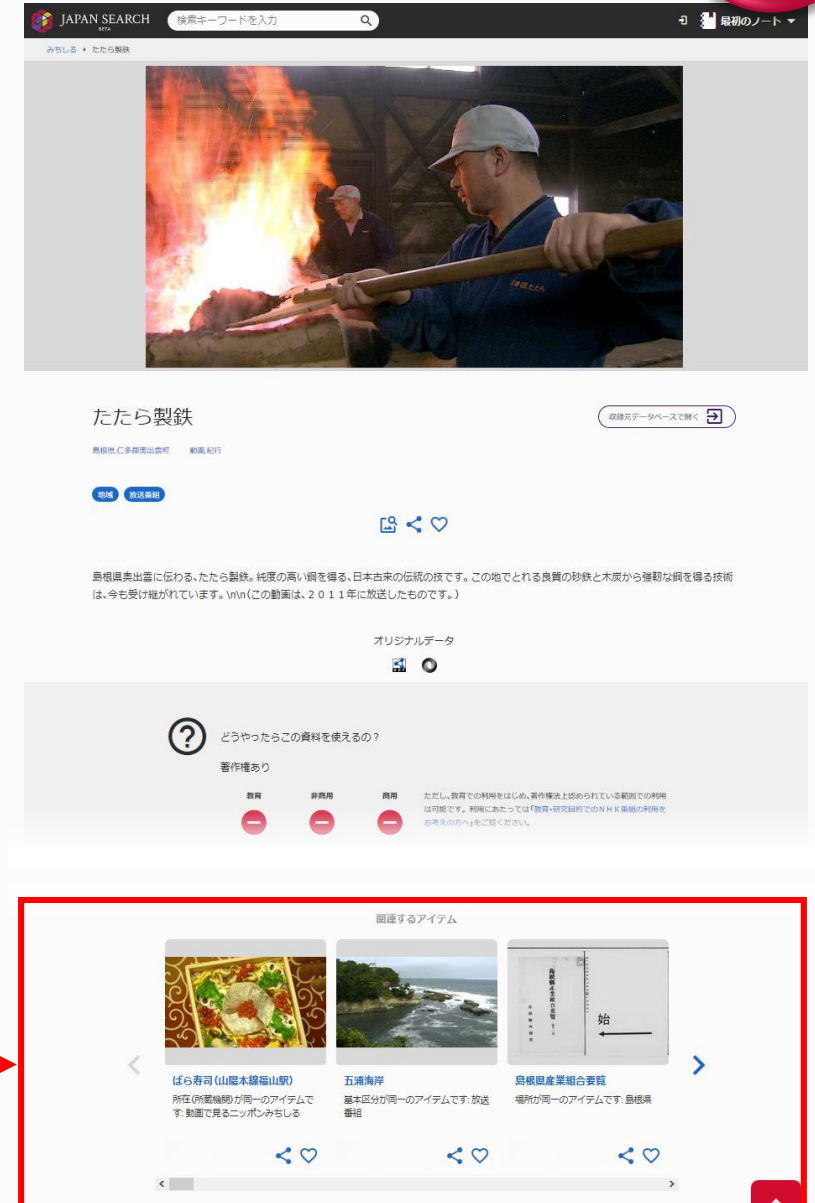 JAPAN SEARCH
BETA
検索キーワードを入力
最初のノート
みちしる ・ たたら製鉄
たたら製鉄
収録元データベースで開く
島根県,仁多郡奥出雲町 動画,紀行
地域 放送番組
島根県奥出雲に伝わる、たたら製鉄。純度の高い鋼を得る、日本古来の伝統の技です。この地でとれる良質の砂鉄と木炭から強靭な鋼を得る技術
は、今も受け継がれています。\n\n(この動画は、２０１１年に放送したものです。)
オリジナルデータ
どうやったらこの資料を使えるの？
著作権あり
教育 非商用 商用
ただし、教育での利用をはじめ、著作権法上認められている範囲での利用
は可能です。利用にあたっては「教育・研究目的でのＮＨＫ番組の利用を
お考えの方へ」をご覧ください。
関連するアイテム
始
ばら寿司(山陽本線福山駅)
所在(所蔵機関)が同一のアイテムで
す: 動画で見るニッポンみちしる
五浦海岸
基本区分が同一のアイテムです: 放送
番組
島根県産業組合要覧
場所が同一のアイテムです: 島根県